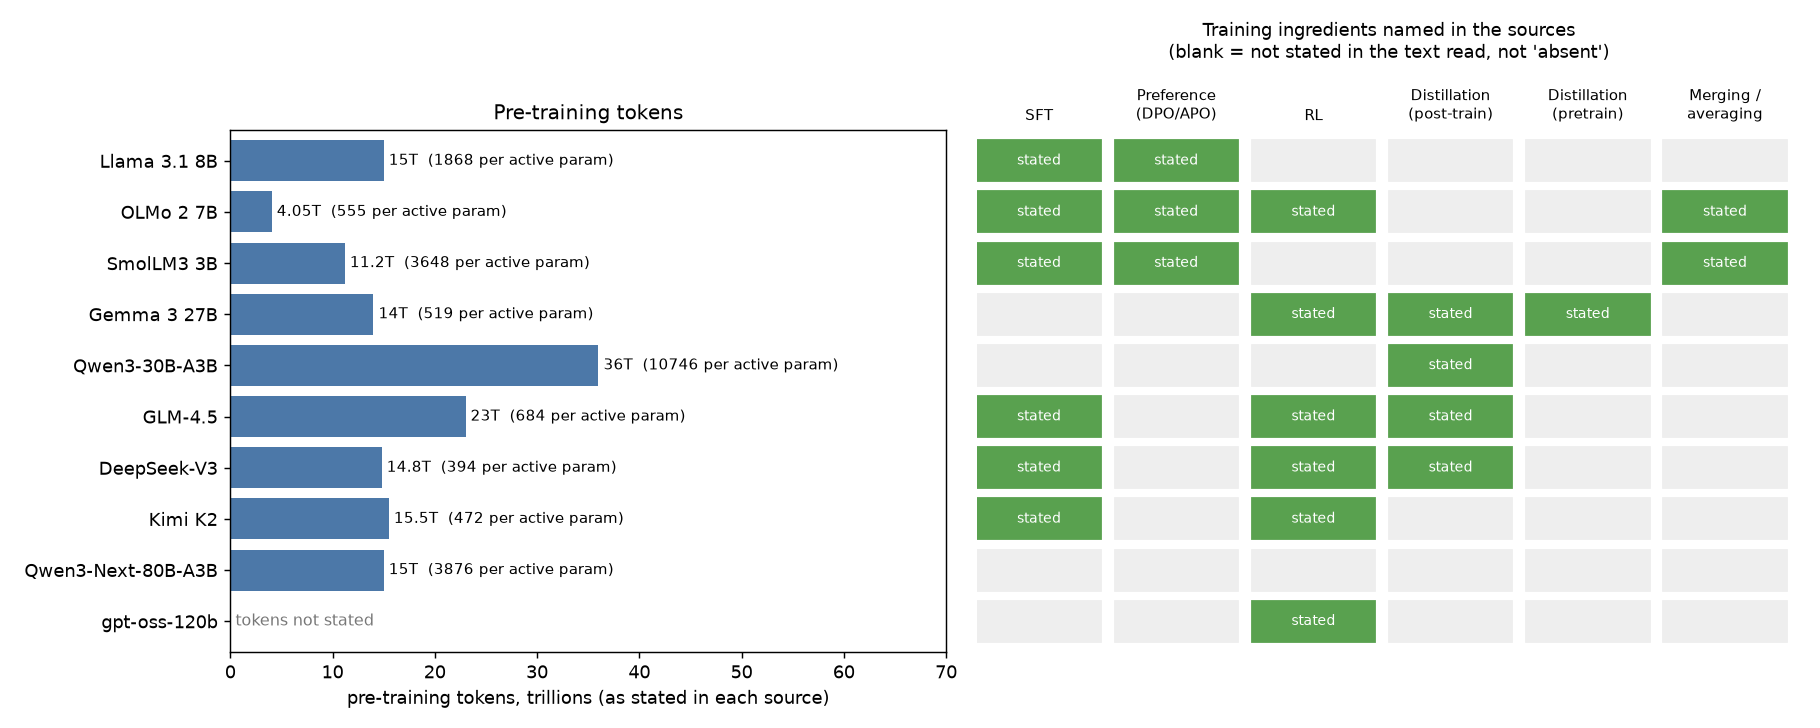 Training ingredients named in the sources
(blank = not stated in the text read, not 'absent')
Pre-training tokens
SFT
Preference
(DPO/APO)
RL
Distillation
(post-train)
Distillation
(pretrain)
Merging /
averaging
Llama 3.1 8B 15T (1868 per active param) stated stated
OLMo 2 7B 4.05T (555 per active param) stated stated stated stated
SmolLM3 3B 11.2T (3648 per active param) stated stated stated
Gemma 3 27B 14T (519 per active param) stated stated stated
Qwen3-30B-A3B 36T (10746 per active param) stated
GLM-4.5 23T (684 per active param) stated stated stated
DeepSeek-V3 14.8T (394 per active param) stated stated stated
Kimi K2 15.5T (472 per active param) stated stated
Qwen3-Next-80B-A3B 15T (3876 per active param)
gpt-oss-120b tokens not stated stated
0 10 20 30 40 50 60 70
pre-training tokens, trillions (as stated in each source)